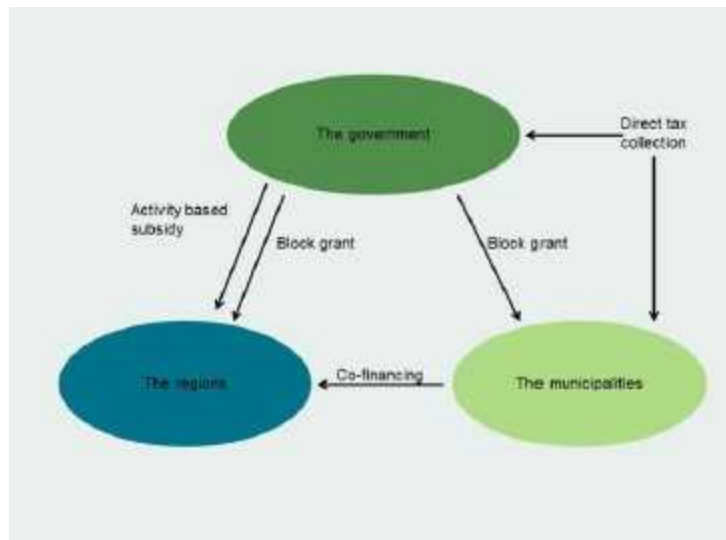 The government
Direct tax
collection
Activity based
subsidy
Block grant
Block grant
The regions
Co-financing
The municipalities